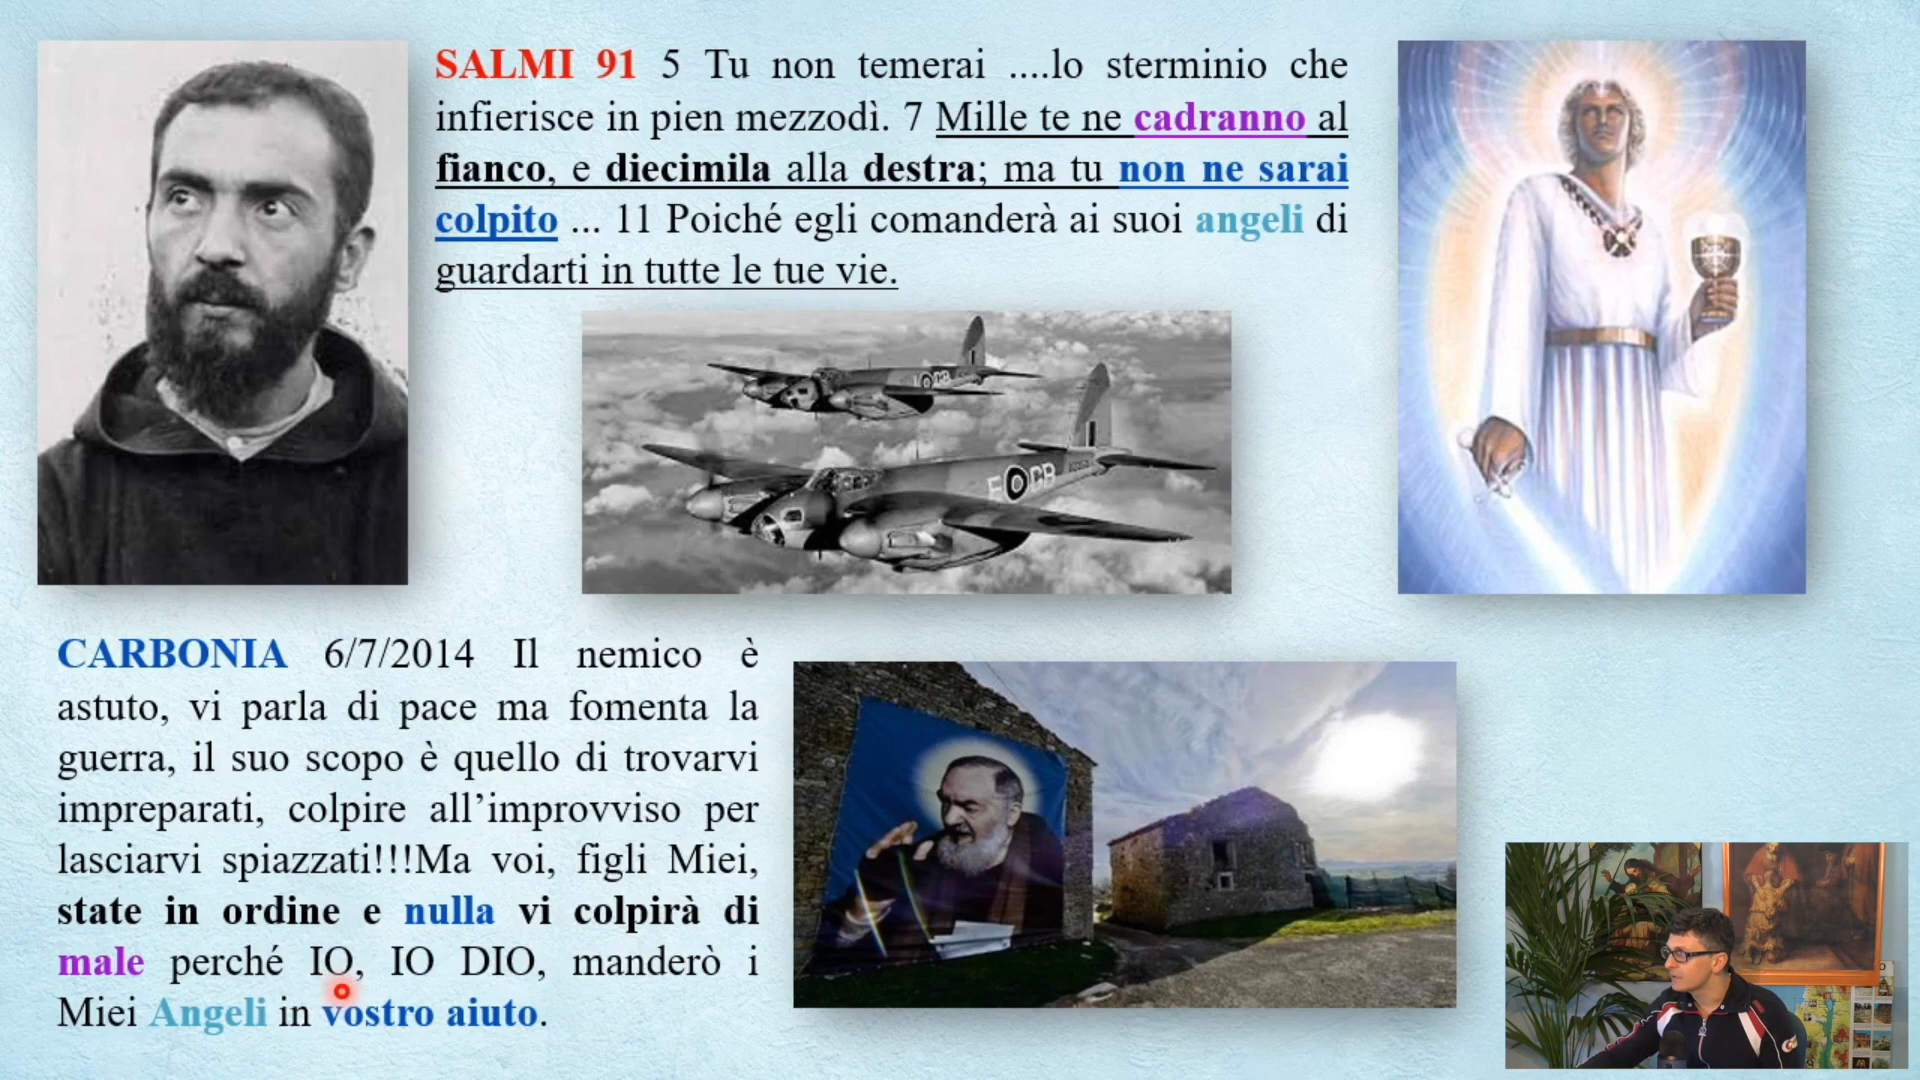 SALMI 91 5 Tu non temerai ....lo sterminio che
infierisce in pien mezzodì. 7 Mille te ne cadranno al
fianco, e diecimila alla destra; ma tu non ne sarai
colpito ... 11 Poiché egli comanderà ai suoi angeli di
guardarti in tutte le tue vie.
CARBONIA 6/7/2014 Il nemico è
astuto, vi parla di pace ma fomenta la
guerra, il suo scopo è quello di trovarvi
impreparati, colpire all’improvviso per
lasciarvi spiazzati!!!Ma voi, figli Miei,
state in ordine e nulla vi colpirà di
male perché IO, IO DIO, manderò i
Miei Angeli in vostro aiuto.